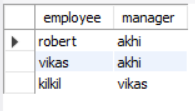 employee manager
robert akhi
vikas akhi
kilkil vikas